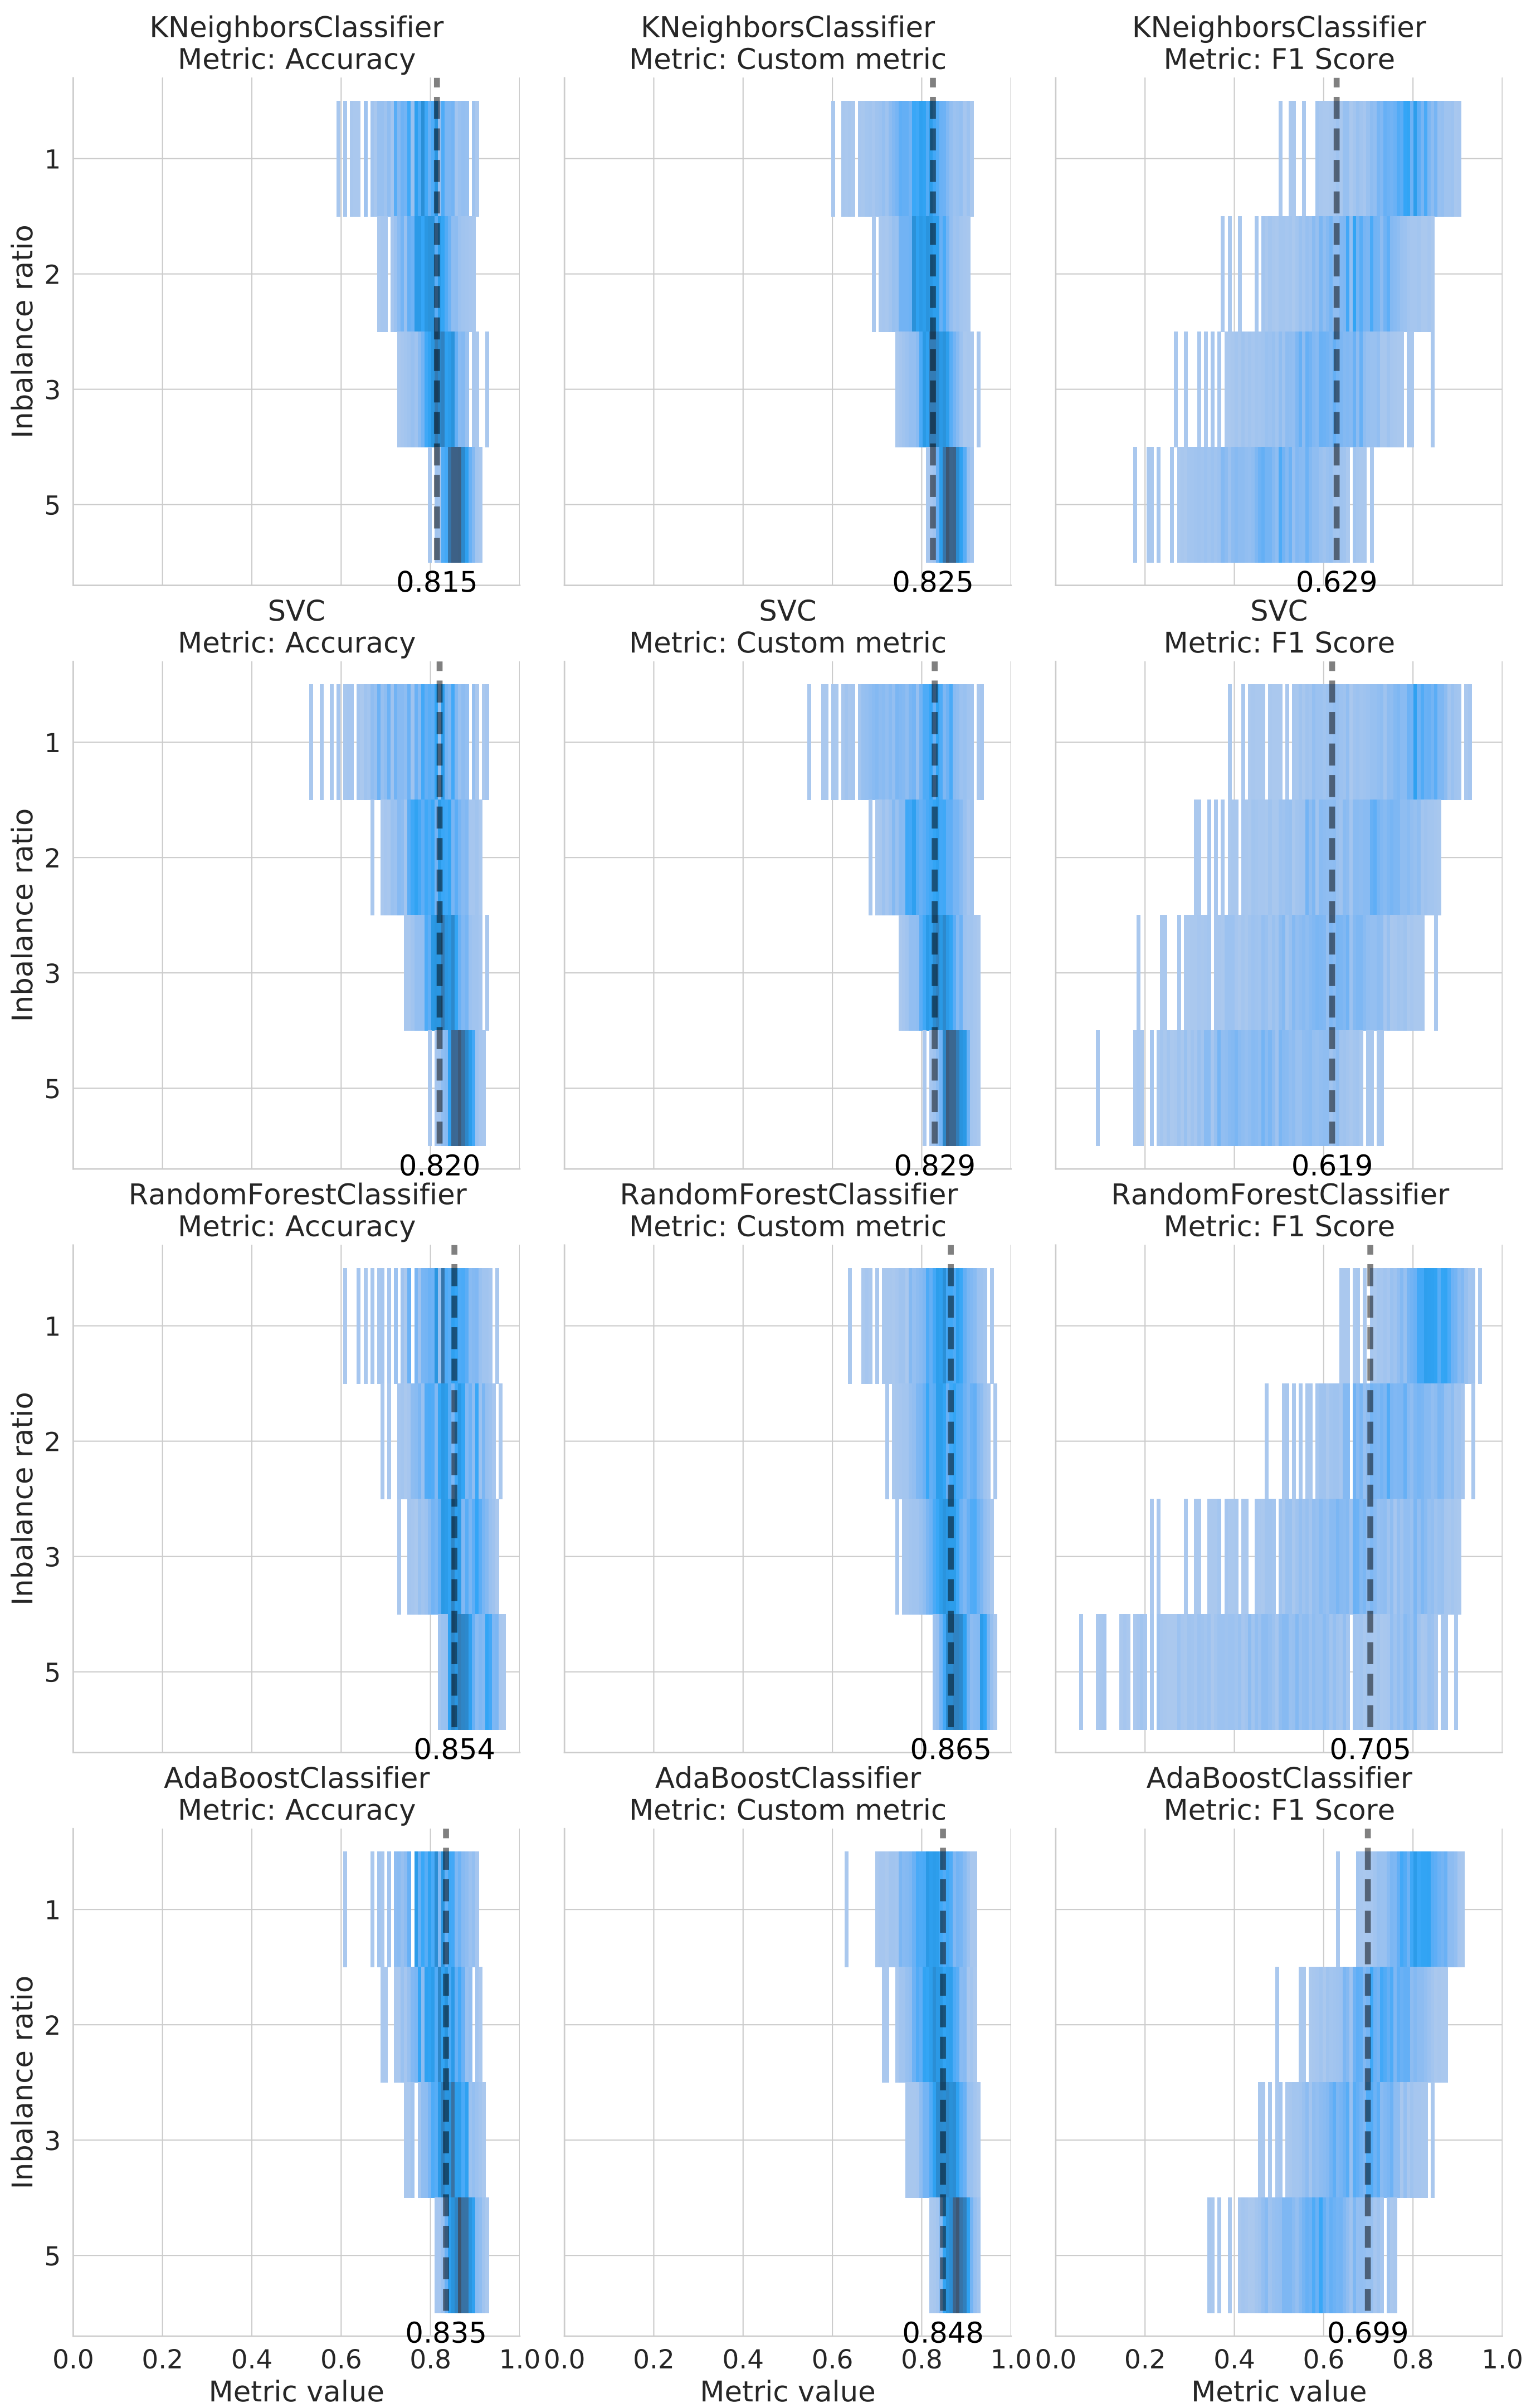 KNeighborsClassifier
Metric: Accuracy
KNeighborsClassifier
Metric: Custom metric
KNeighborsClassifier
Metric: F1 Score
Inbalance ratio
1
2
3
5
0.815
0.825
0.629
SVC
Metric: Accuracy
SVC
Metric: Custom metric
SVC
Metric: F1 Score
Inbalance ratio
1
2
3
5
0.820
0.829
0.619
RandomForestClassifier
Metric: Accuracy
RandomForestClassifier
Metric: Custom metric
RandomForestClassifier
Metric: F1 Score
Inbalance ratio
1
2
3
5
0.854
0.865
0.705
AdaBoostClassifier
Metric: Accuracy
AdaBoostClassifier
Metric: Custom metric
AdaBoostClassifier
Metric: F1 Score
Inbalance ratio
1
2
3
5
0.835
0.848
0.699
0.0 0.2 0.4 0.6 0.8 1.0
0.0 0.2 0.4 0.6 0.8 1.0
0.0 0.2 0.4 0.6 0.8 1.0
Metric value
Metric value
Metric value